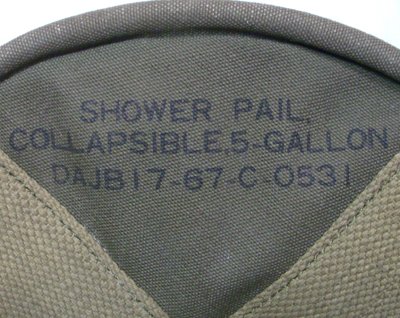 SHOWER PAIL,
COLLAPSIBLE,5-GALLON
DAJB17-67-C-0531